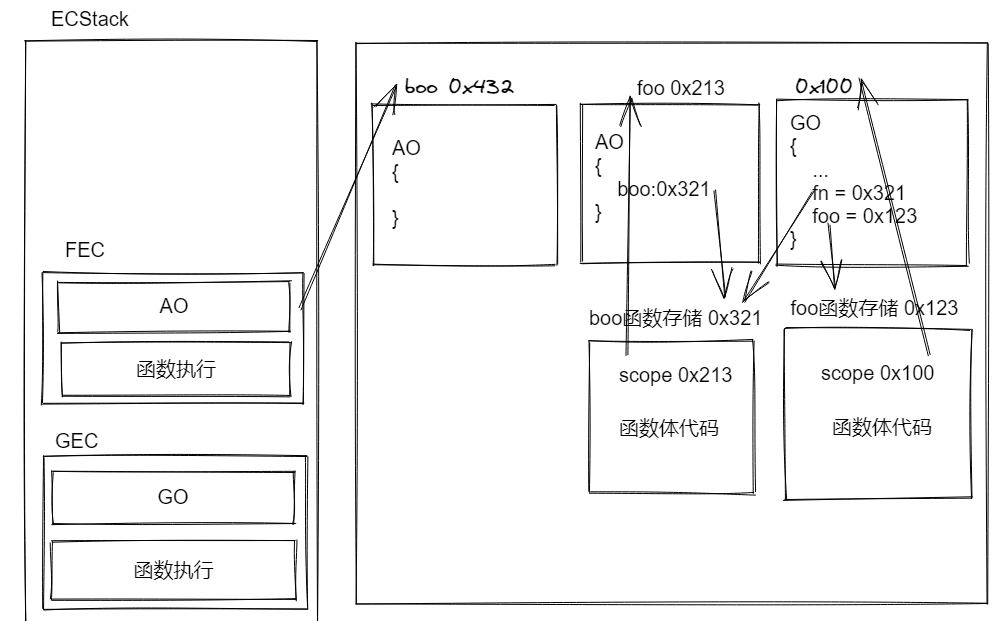 ECStack
FEC
AO
函数执行
GEC
GO
函数执行
boo 0x432
AO
{
}
foo 0x213
AO
{
boo:0x321
}
0x100
GO
{
...
fn = 0x321
foo = 0x123
}
boo函数存储 0x321
scope 0x213
函数体代码
foo函数存储 0x123
scope 0x100
函数体代码